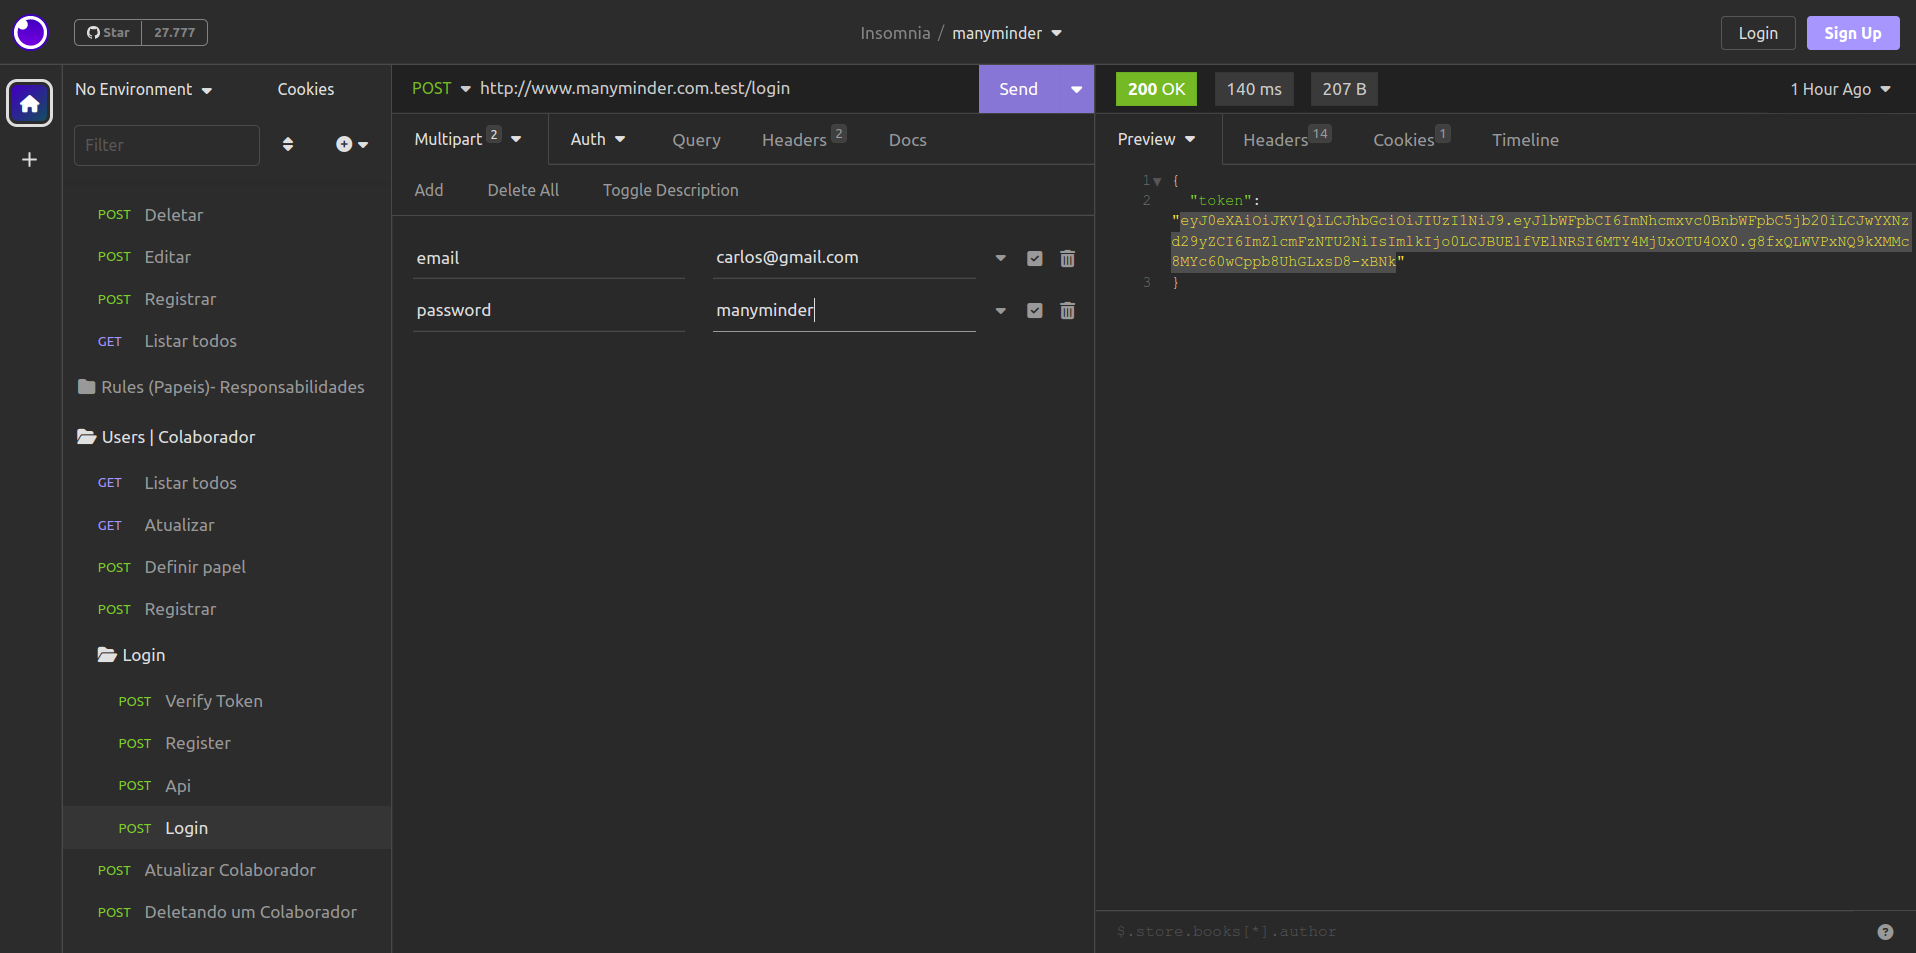 Star 27.777
Insomnia / manyminder
Login
Sign Up
No Environment
Cookies
Filter
POST Deletar
POST Editar
POST Registrar
GET Listar todos
Rules (Papeis)- Responsabilidades
Users | Colaborador
GET Listar todos
GET Atualizar
POST Definir papel
POST Registrar
Login
POST Verify Token
POST Register
POST Api
POST Login
POST Atualizar Colaborador
POST Deletando um Colaborador
POST http://www.manyminder.com.test/login
Send
Multipart 2
Auth
Query
Headers 2
Docs
Add
Delete All
Toggle Description
email carlos@gmail.com
password manyminder
200 OK
140 ms
207 B
1 Hour Ago
Preview
Headers 14
Cookies 1
Timeline
1 {
2 "token":
"eyJ0eXAiOiJKV1QiLCJhbGciOiJIUzI1NiJ9.eyJlbWFpbCI6ImNhcmxvc0BnbWFpbC5jb20iLCJwYXNz
d29yZCI6ImZlcmFzNTU2NiIsImlkIjo0LCJBUElfVElNRSI6MTY4MjUxOTU4OX0.g8fxQLWVPxNQ9kXMMc
8MYc60wCppb8UhGLxsD8-xBNk"
3 }
$.store.books[*].author